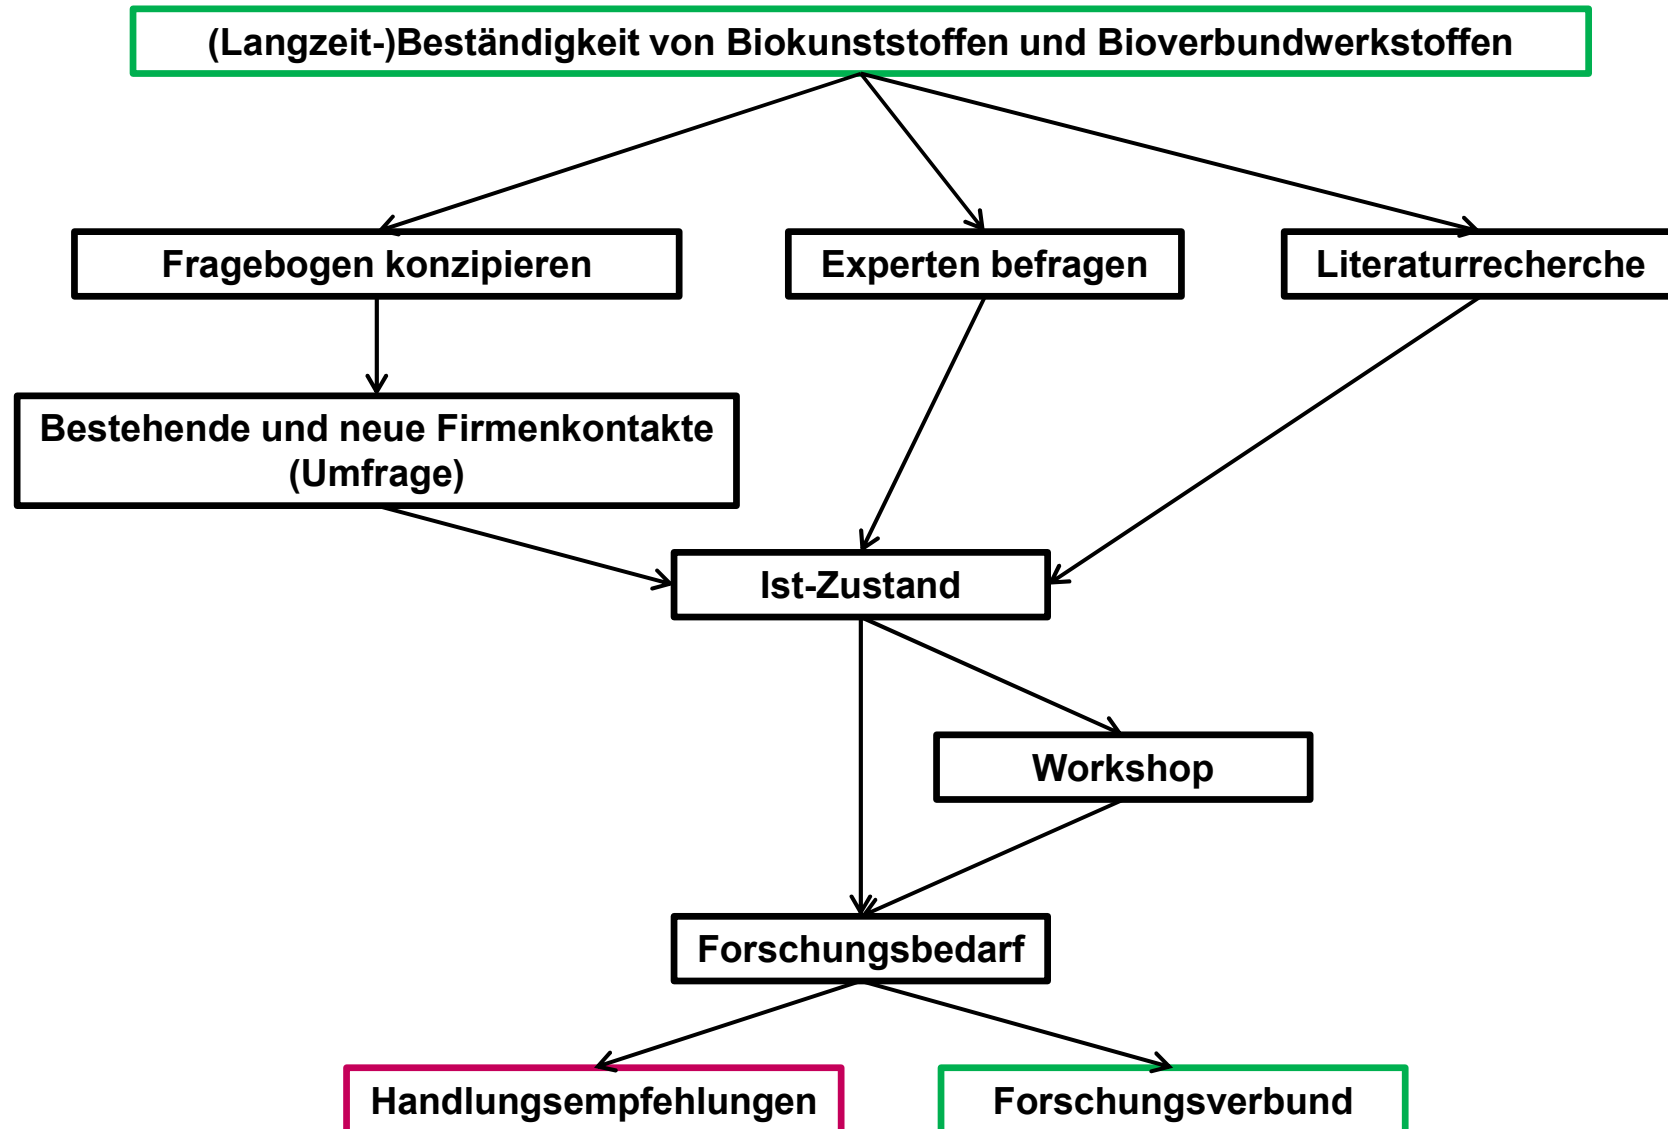 (Langzeit-)Beständigkeit von Biokunststoffen und Bioverbundwerkstoffen
Fragebogen konzipieren
Experten befragen
Literaturrecherche
Bestehende und neue Firmenkontakte
(Umfrage)
Ist-Zustand
Workshop
Forschungsbedarf
Handlungsempfehlungen
Forschungsverbund